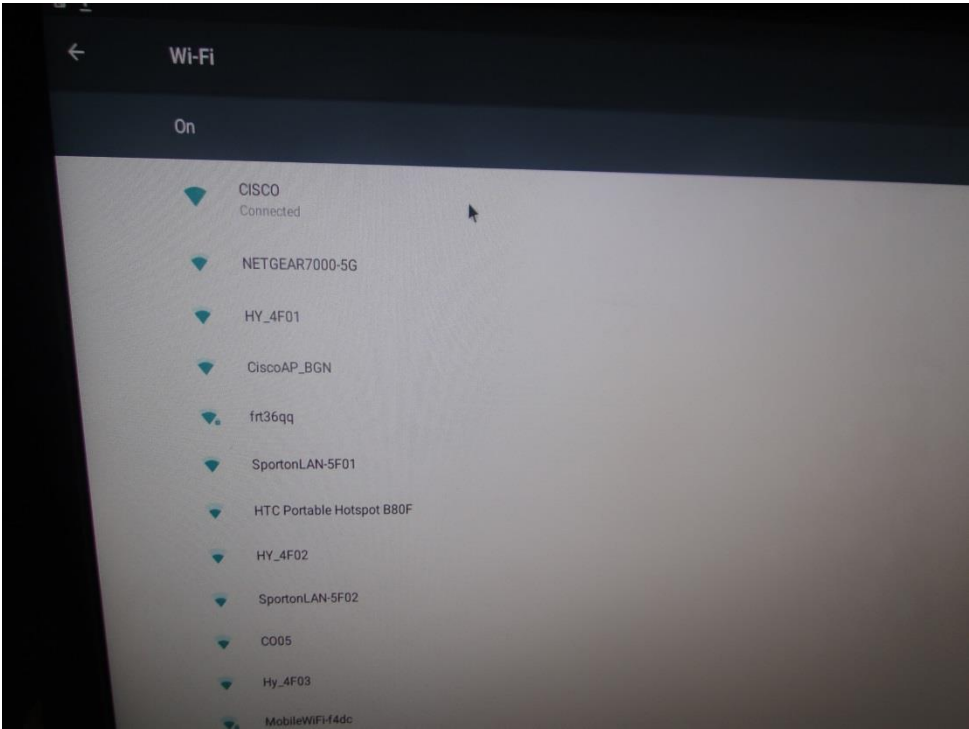 Wi-Fi
On
CISCO
Connected
NETGEAR7000-5G
HY_4F01
CiscoAP_BGN
frt36qq
SportonLAN-5F01
HTC Portable Hotspot B80F
HY_4F02
SportonLAN-5F02
CO05
Hy_4F03
MobileWiFi-f4dc